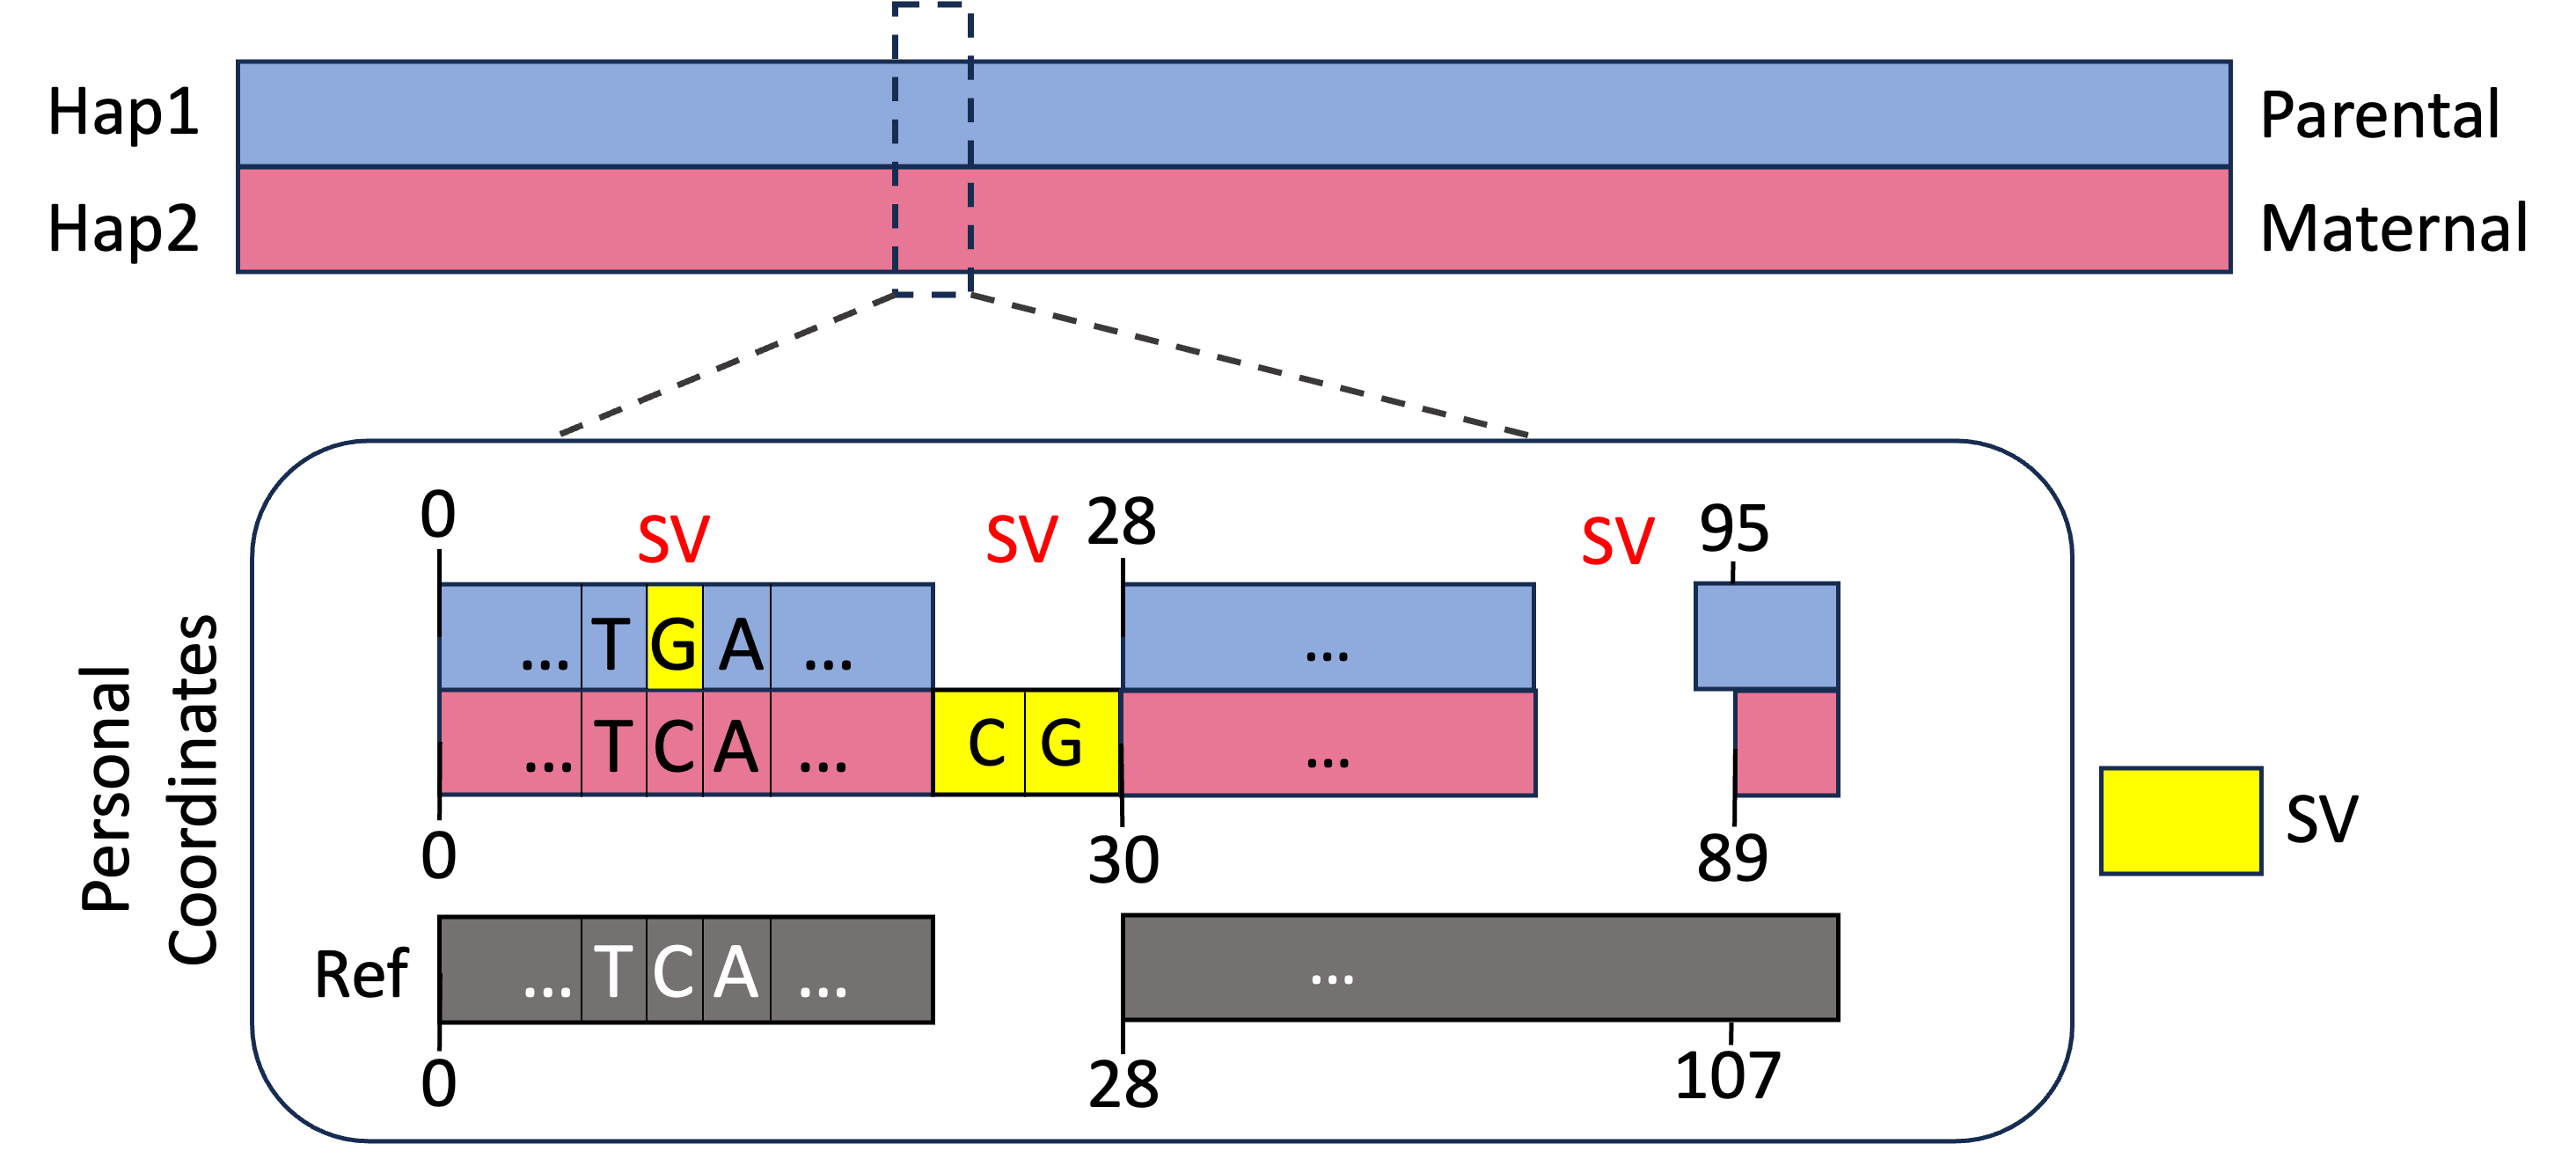 Hap1
Parental
Hap2
Maternal
0
SV
SV
28
SV
95
... T G A ...
...
... T C A ...
C G
...
Personal
Coordinates
SV
0
30
89
Ref
... T C A ...
...
0
28
107